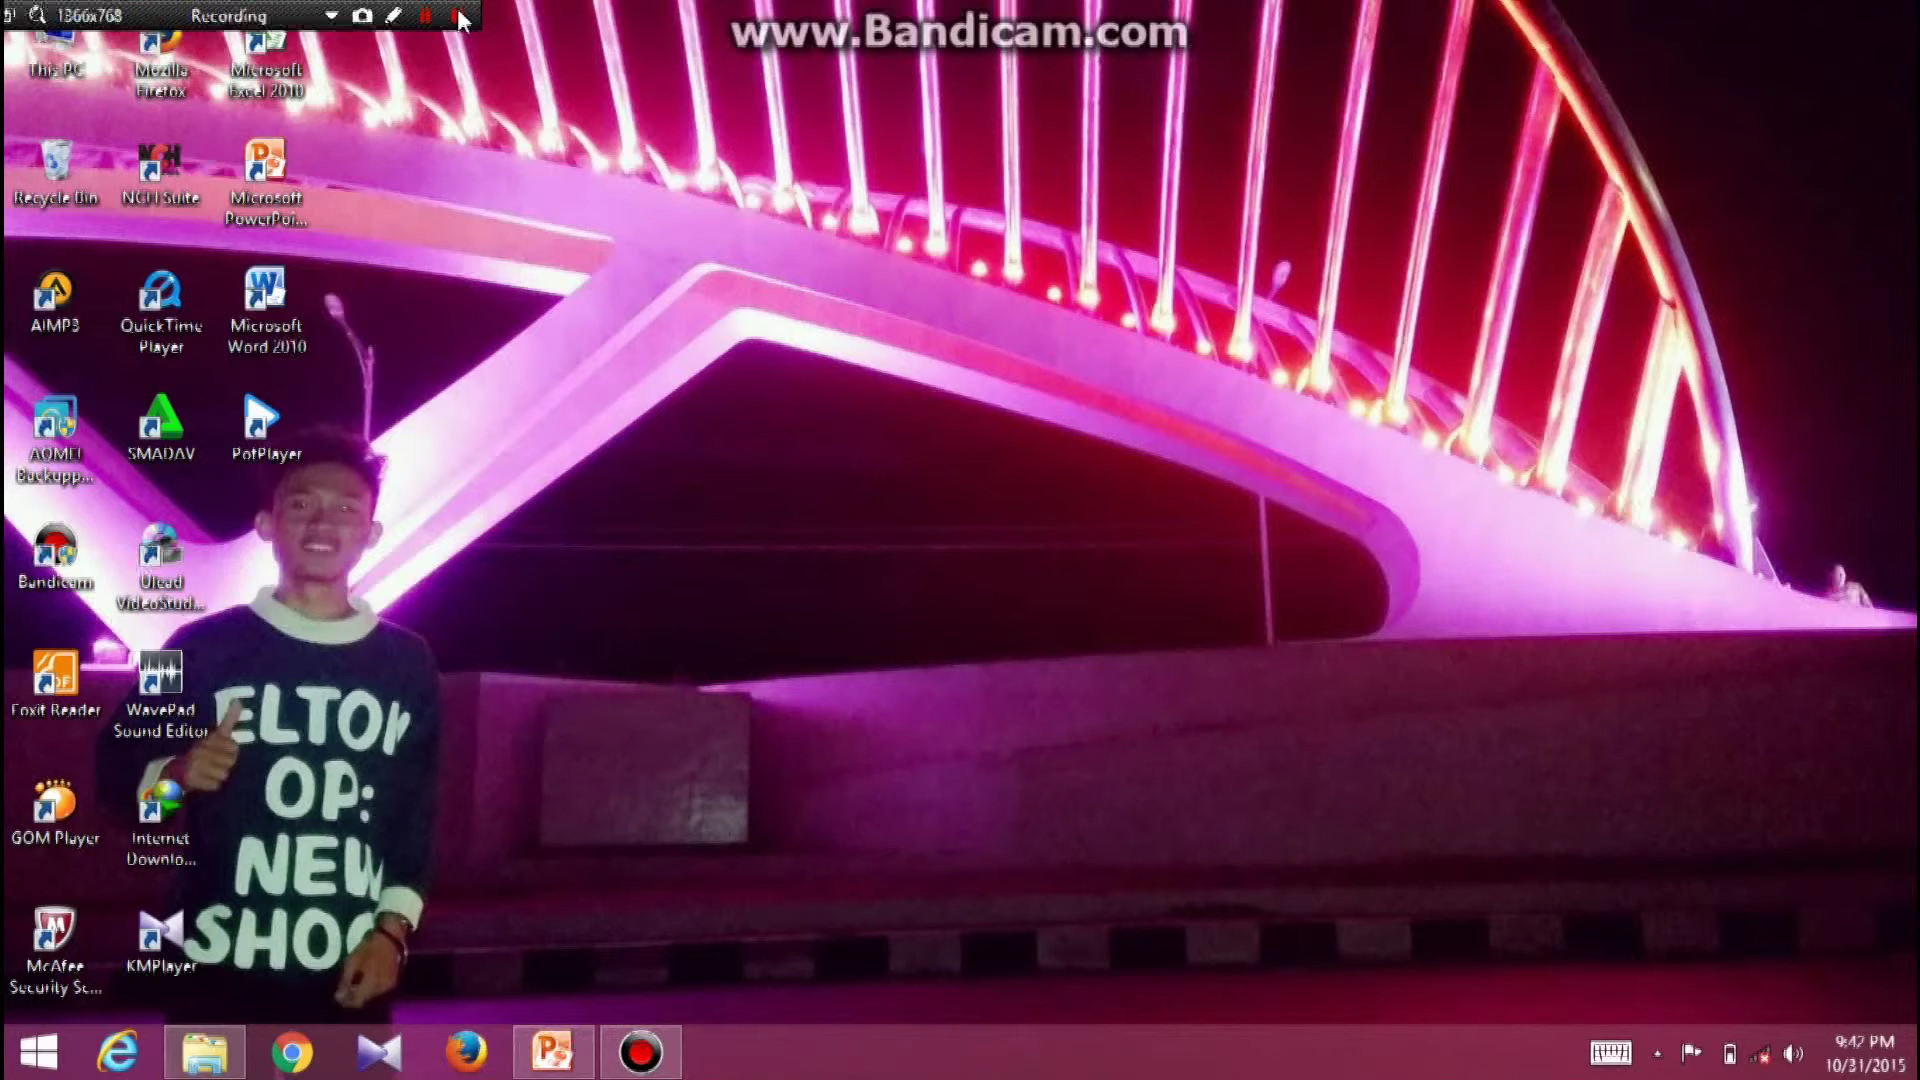 1366x768
Recording
www.Bandicam.com
This PC
Mozilla
Firefox
Microsoft
Excel 2010
Recycle Bin
NCH Suite
Microsoft
PowerPoi...
AIMP3
QuickTime
Player
Microsoft
Word 2010
AOMEI
Backupp...
SMADAV
PotPlayer
Bandicam
Ulead
VideoStud...
Foxit Reader
WavePad
Sound Editor
GOM Player
Internet
Downlo...
McAfee
Security Sc...
KMPlayer
ELTON
OP:
NEW
SHOO
9:42 PM
10/31/2015